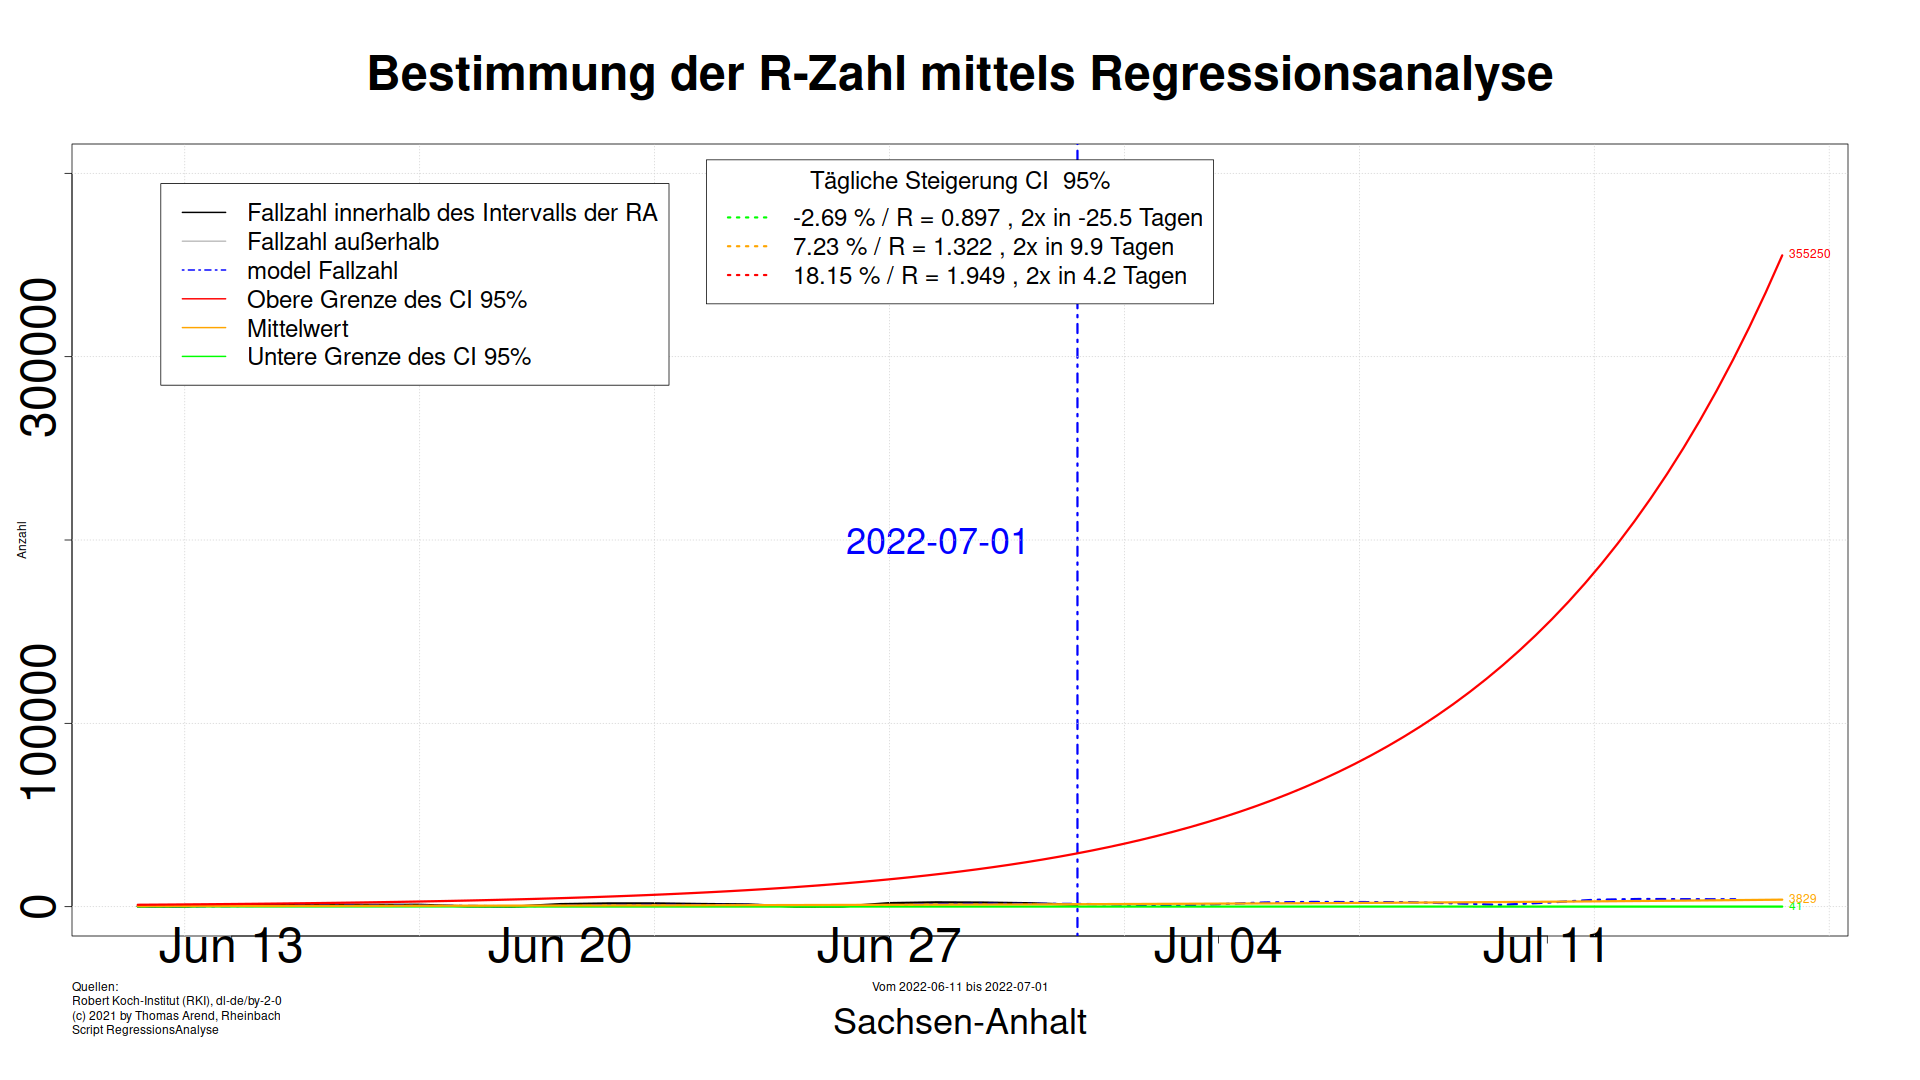 Bestimmung der R-Zahl mittels Regressionsanalyse
Tägliche Steigerung CI 95%
-2.69 % / R = 0.897 , 2x in -25.5 Tagen
7.23 % / R = 1.322 , 2x in 9.9 Tagen
18.15 % / R = 1.949 , 2x in 4.2 Tagen
Fallzahl innerhalb des Intervalls der RA
Fallzahl außerhalb
model Fallzahl
Obere Grenze des CI 95%
Mittelwert
Untere Grenze des CI 95%
355250
300000
2022-07-01
Anzahl
100000
0
3829
41
Jun 13
Jun 20
Jun 27
Jul 04
Jul 11
Quellen:
Robert Koch-Institut (RKI), dl-de/by-2-0
(c) 2021 by Thomas Arend, Rheinbach
Script RegressionsAnalyse
Vom 2022-06-11 bis 2022-07-01
Sachsen-Anhalt